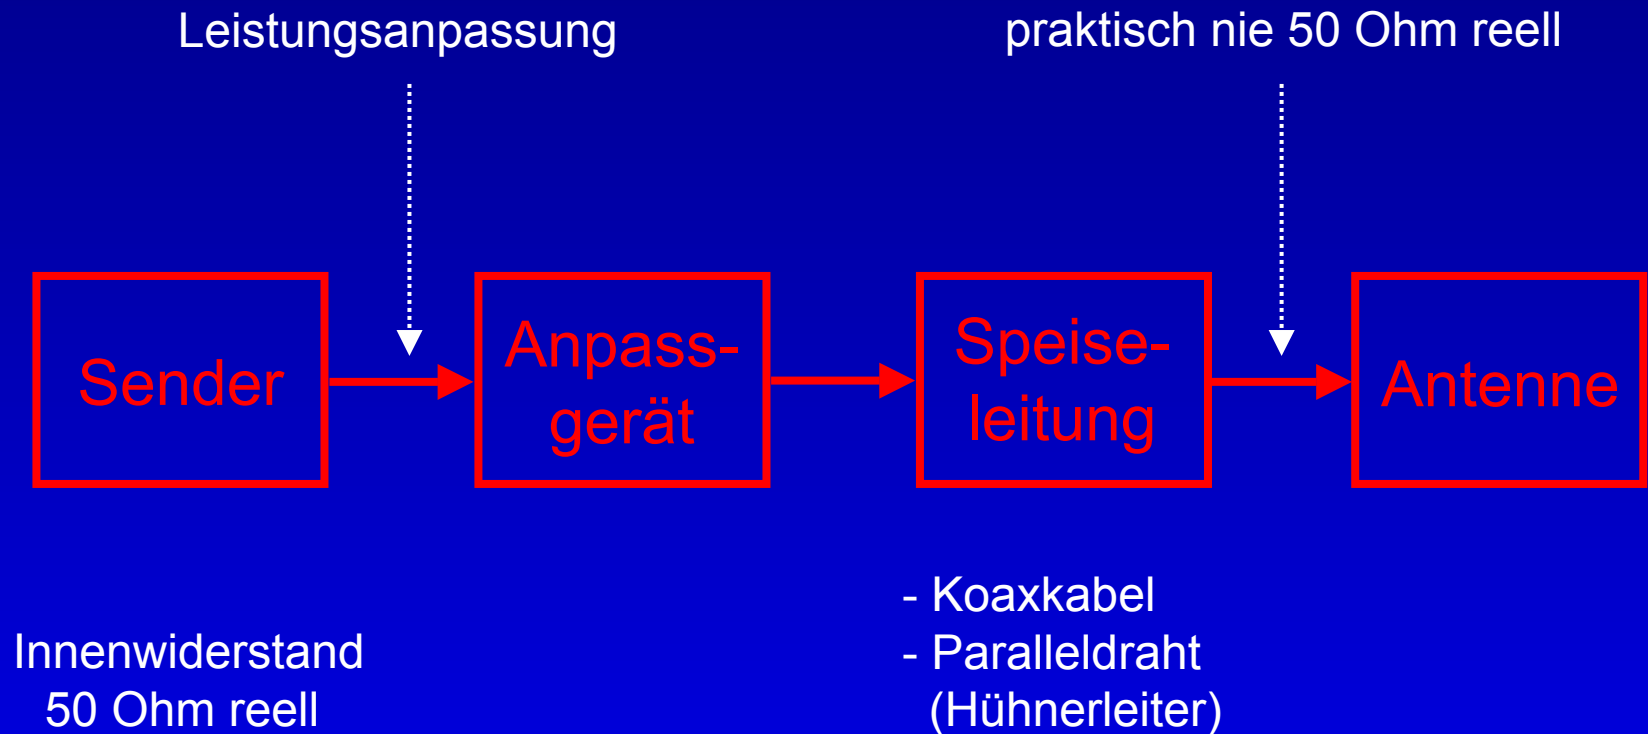 Leistungsanpassung
praktisch nie 50 Ohm reell
Sender
Anpass-
gerät
Speise-
leitung
Antenne
Innenwiderstand
50 Ohm reell
- Koaxkabel
- Paralleldraht
(Hühnerleiter)